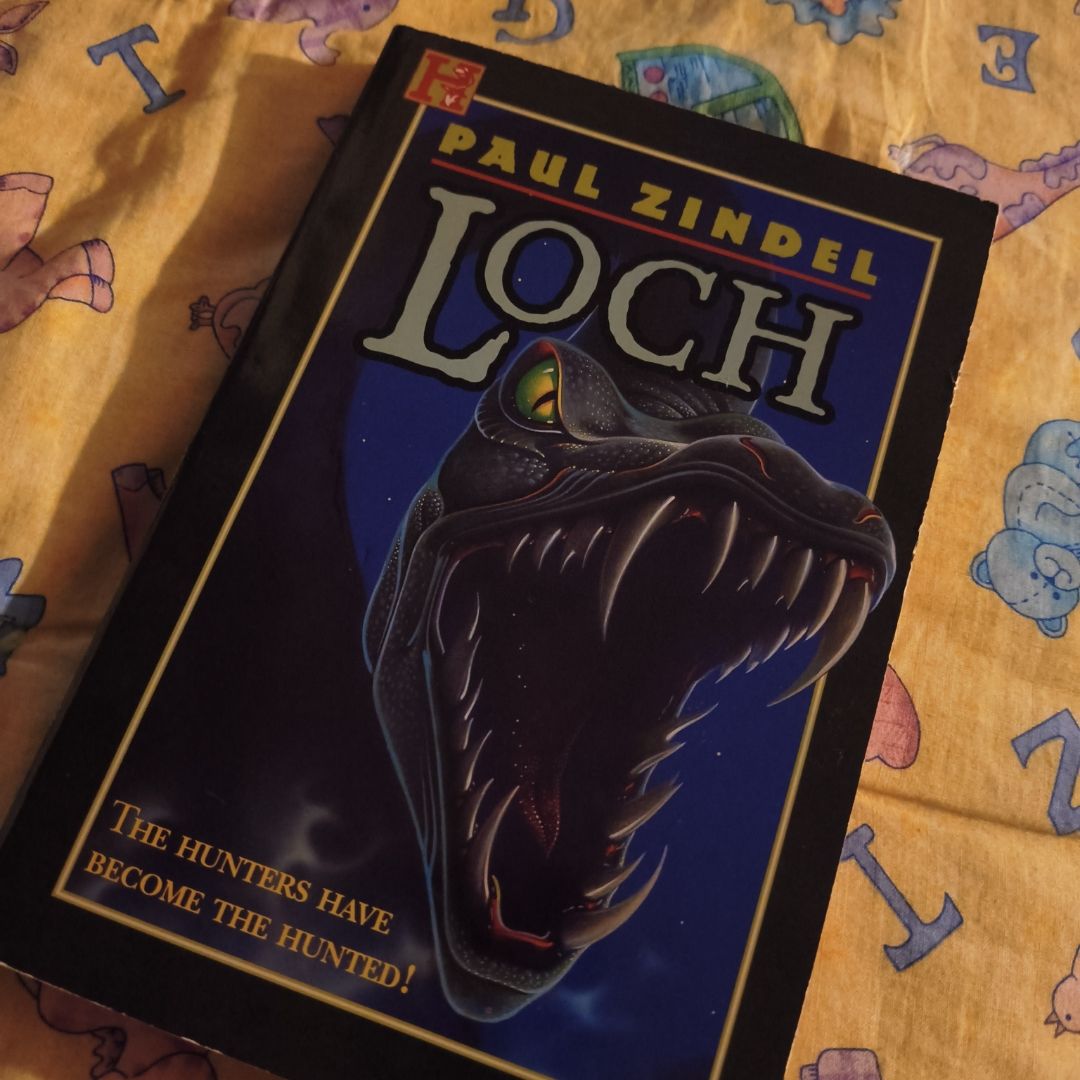 I
G
E
H
PAUL ZINDEL
LOCH
THE HUNTERS HAVE
BECOME THE HUNTED!
Z
I